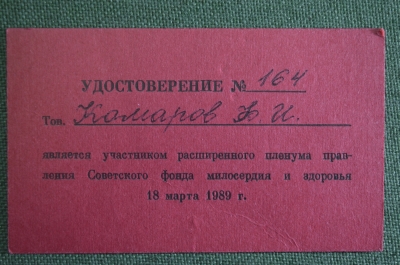 УДОСТОВЕРЕНИЕ № 164
Тов. Комаров Ф И.
является участником расширенного пленума прав-
ления Советского фонда милосердия и здоровья
18 марта 1989 г.